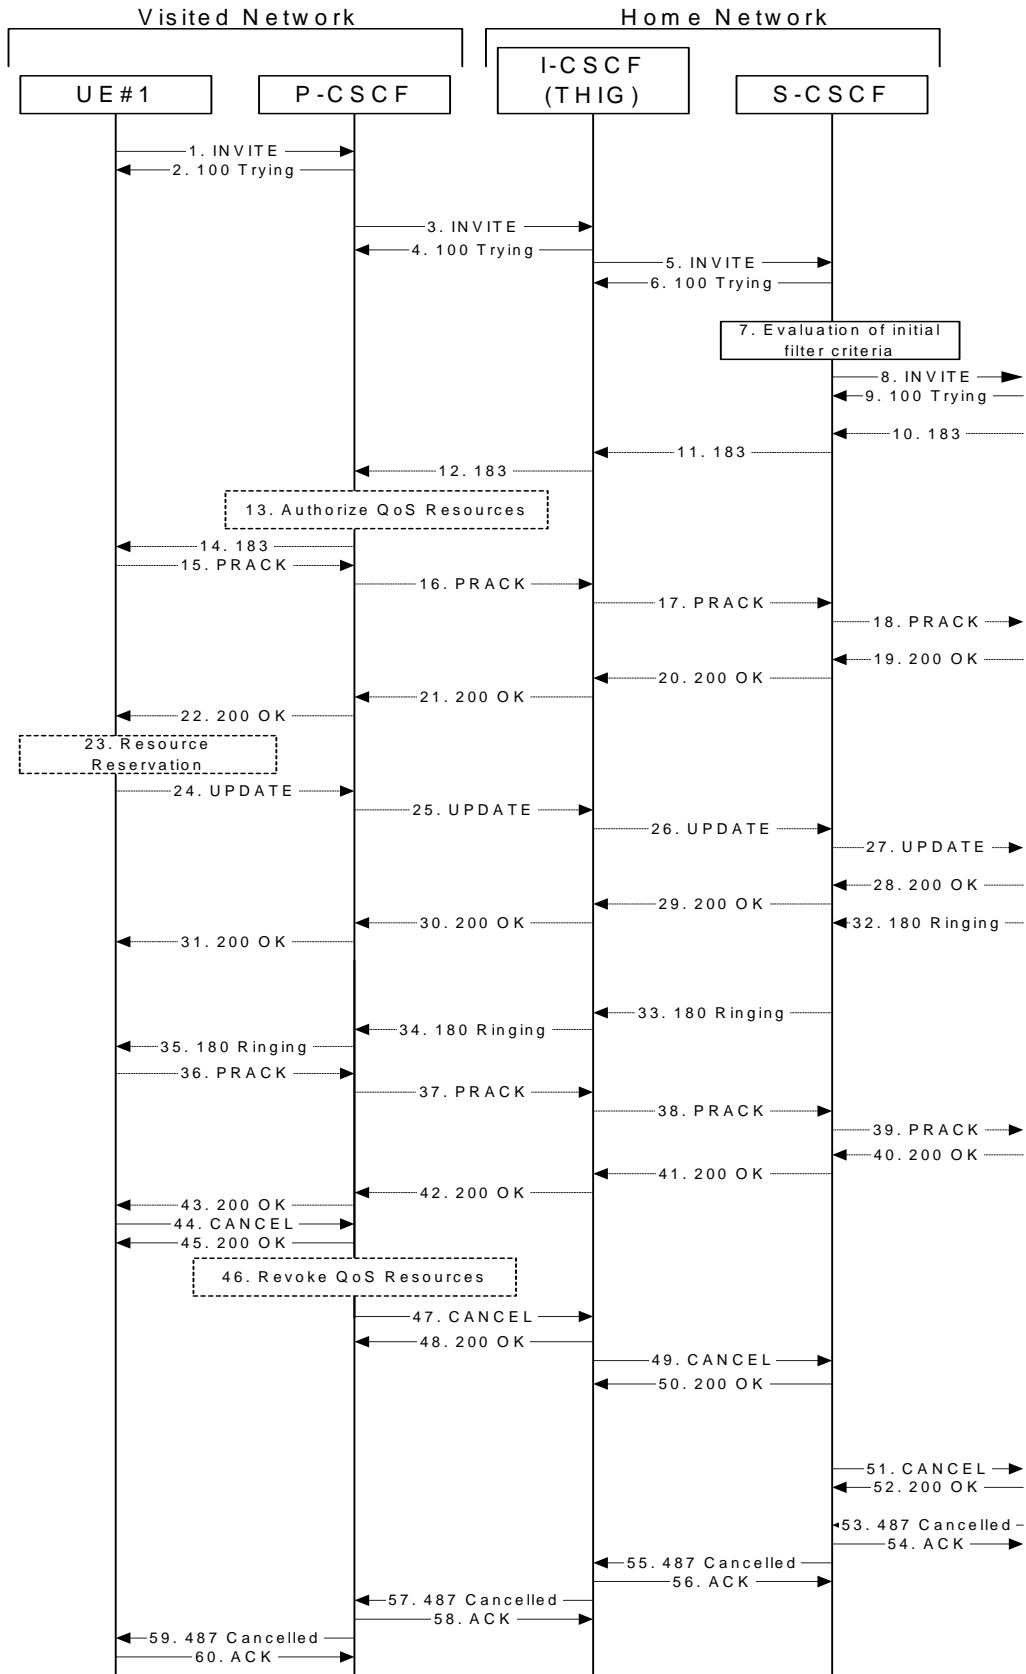 Visited Network
Home Network
UE#1
P-CSCF
I-CSCF
(THIG)
S-CSCF
1. INVITE
2. 100 Trying
3. INVITE
4. 100 Trying
5. INVITE
6. 100 Trying
7. Evaluation of initial
filter criteria
8. INVITE
9. 100 Trying
10. 183
11. 183
12. 183
13. Authorize QoS Resources
14. 183
15. PRACK
16. PRACK
17. PRACK
18. PRACK
19. 200 OK
20. 200 OK
21. 200 OK
22. 200 OK
23. Resource
Reservation
24. UPDATE
25. UPDATE
26. UPDATE
27. UPDATE
28. 200 OK
29. 200 OK
30. 200 OK
32. 180 Ringing
31. 200 OK
33. 180 Ringing
34. 180 Ringing
35. 180 Ringing
36. PRACK
37. PRACK
38. PRACK
39. PRACK
40. 200 OK
41. 200 OK
42. 200 OK
43. 200 OK
44. CANCEL
45. 200 OK
46. Revoke QoS Resources
47. CANCEL
48. 200 OK
49. CANCEL
50. 200 OK
51. CANCEL
52. 200 OK
53. 487 Cancelled
54. ACK
55. 487 Cancelled
56. ACK
57. 487 Cancelled
58. ACK
59. 487 Cancelled
60. ACK